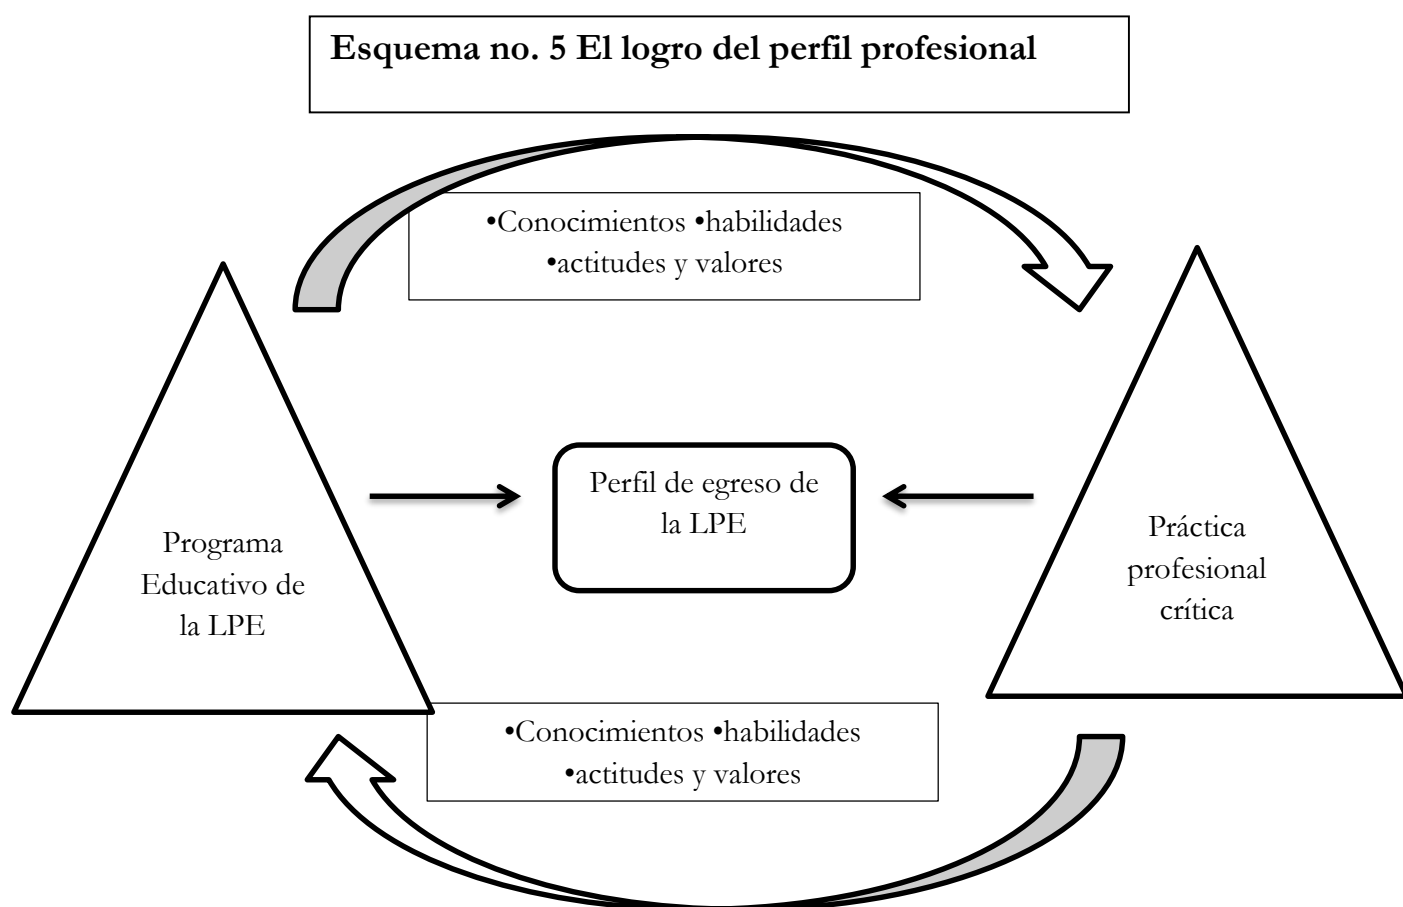 Esquema no. 5 El logro del perfil profesional
•Conocimientos •habilidades
•actitudes y valores
Perfil de egreso de
la LPE
Programa
Educativo de
la LPE
Práctica
profesional
crítica
•Conocimientos •habilidades
•actitudes y valores